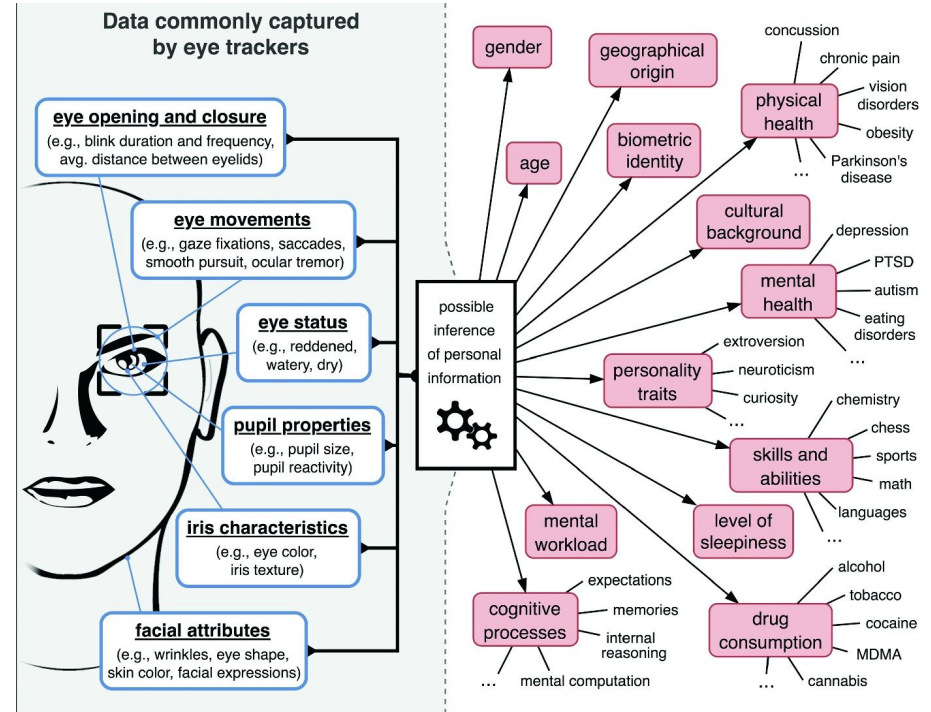 Data commonly captured
by eye trackers
eye opening and closure
(e.g., blink duration and frequency,
avg. distance between eyelids)
eye movements
(e.g., gaze fixations, saccades,
smooth pursuit, ocular tremor)
eye status
(e.g., reddened,
watery, dry)
pupil properties
(e.g., pupil size,
pupil reactivity)
iris characteristics
(e.g., eye color,
iris texture)
facial attributes
(e.g., wrinkles, eye shape,
skin color, facial expressions)
possible
inference
of personal
information
gender
geographical
origin
age
biometric
identity
physical
health
concussion
chronic pain
vision
disorders
obesity
Parkinson's
disease
...
cultural
background
mental
health
depression
PTSD
autism
eating
disorders
...
personality
traits
extroversion
neuroticism
curiosity
...
skills and
abilities
chemistry
chess
sports
math
languages
...
mental
workload
level of
sleepiness
cognitive
processes
expectations
memories
internal
reasoning
mental computation
...
drug
consumption
alcohol
tobacco
cocaine
MDMA
cannabis
...